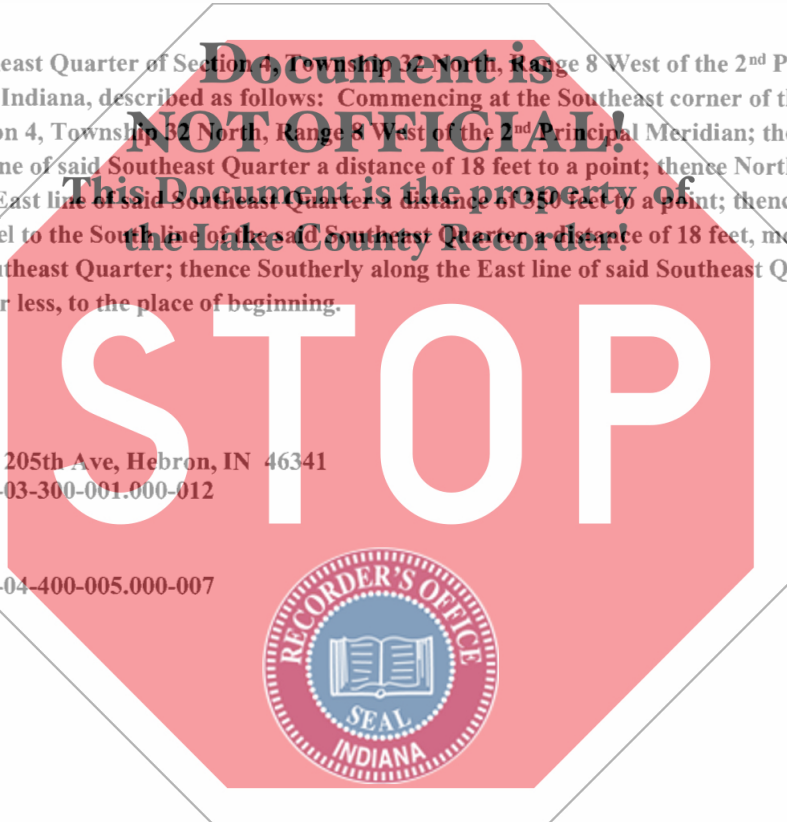 Document is
east Quarter of Section 4, Township 32 North, Range 8 West of the 2nd P
Indiana, described as follows: Commencing at the Southeast corner of t
NOT OFFICIAL!
n 4, Township 32 North, Range 8 West of the 2nd Principal Meridian; the
ne of said Southeast Quarter a distance of 18 feet to a point; thence Nort
This Document is the property of
East line of said Southeast Quarter a distance of 350 feet to a point; thenc
the Lake County Recorder!
el to the South line of the said Southeast Quarter a distance of 18 feet, mo
theast Quarter; thence Southerly along the East line of said Southeast Q
r less, to the place of beginning.
STOP
205th Ave, Hebron, IN 46341
-03-300-001.000-012
-04-400-005.000-007
RECORDER'S OFFICE
SEAL
INDIANA